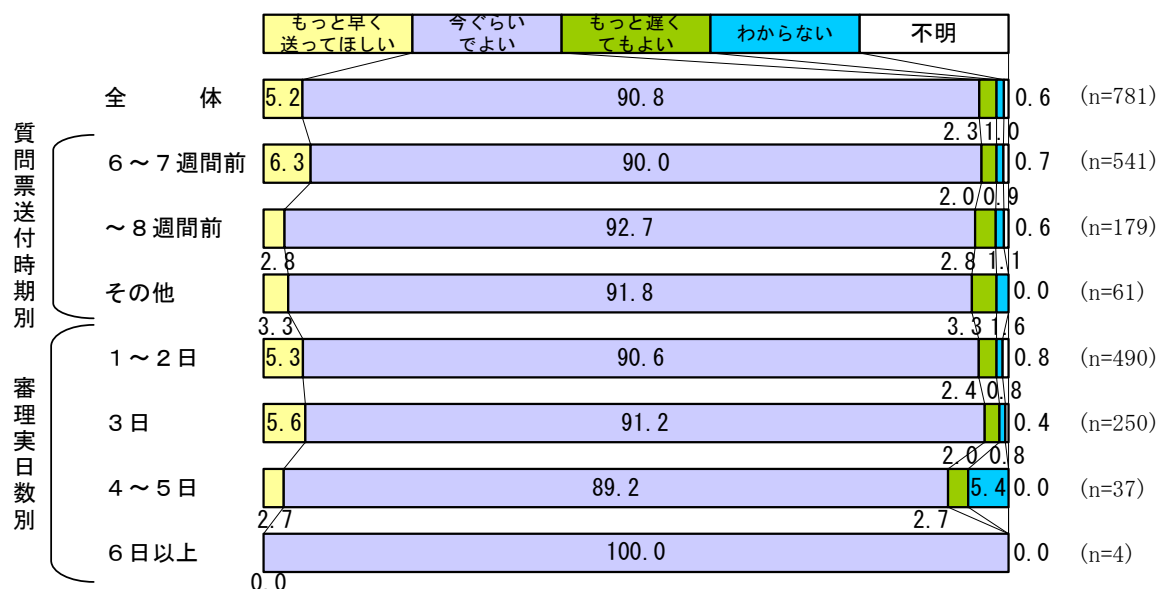 もっと早く
送ってほしい
今ぐらい
でよい
もっと遅く
てもよい
わからない
不明
全　　体
5.2
90.8
0.6
(n=781)
2.3
1.0
質問票送付時期別
６～７週間前
6.3
90.0
0.7
(n=541)
2.0
0.9
～８週間前
92.7
0.6
(n=179)
2.8
2.8
1.1
その他
91.8
0.0
(n=61)
3.3
3.3
1.6
審理実日数別
１～２日
5.3
90.6
0.8
(n=490)
2.4
0.8
３日
5.6
91.2
0.4
(n=250)
2.0
0.8
４～５日
89.2
5.4
0.0
(n=37)
2.7
2.7
６日以上
100.0
0.0
(n=4)
0.0